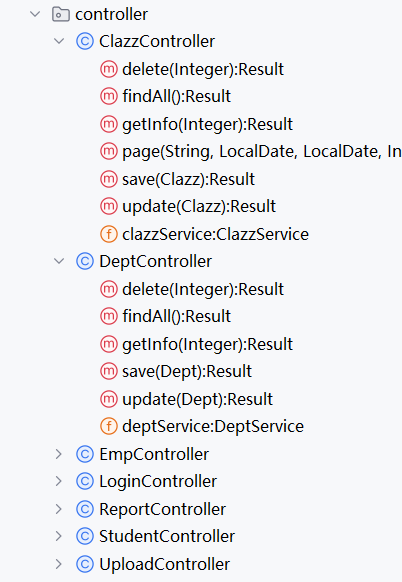 controller
ClazzController
delete(Integer):Result
findAll():Result
getInfo(Integer):Result
page(String, LocalDate, LocalDate, In
save(Clazz):Result
update(Clazz):Result
clazzService:ClazzService
DeptController
delete(Integer):Result
findAll():Result
getInfo(Integer):Result
save(Dept):Result
update(Dept):Result
deptService:DeptService
EmpController
LoginController
ReportController
StudentController
UploadController